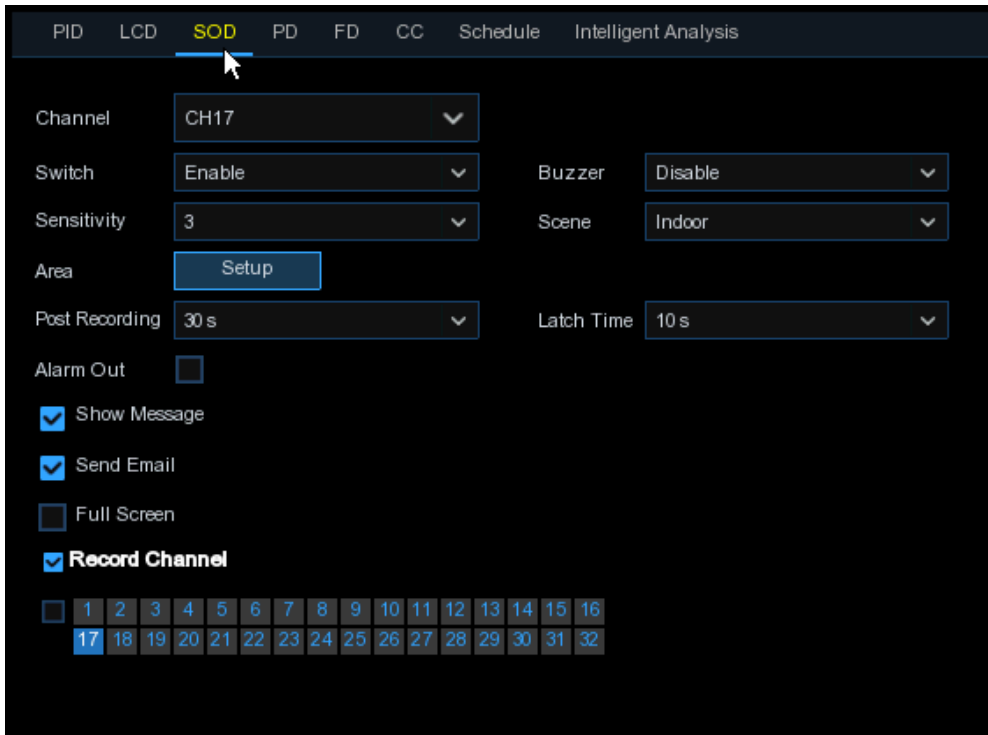 PID LCD SOD PD FD CC Schedule Intelligent Analysis
Channel CH17
Switch Enable Buzzer Disable
Sensitivity 3 Scene Indoor
Area Setup
Post Recording 30 s Latch Time 10 s
Alarm Out
Show Message
Send Email
Full Screen
Record Channel
1 2 3 4 5 6 7 8 9 10 11 12 13 14 15 16
17 18 19 20 21 22 23 24 25 26 27 28 29 30 31 32